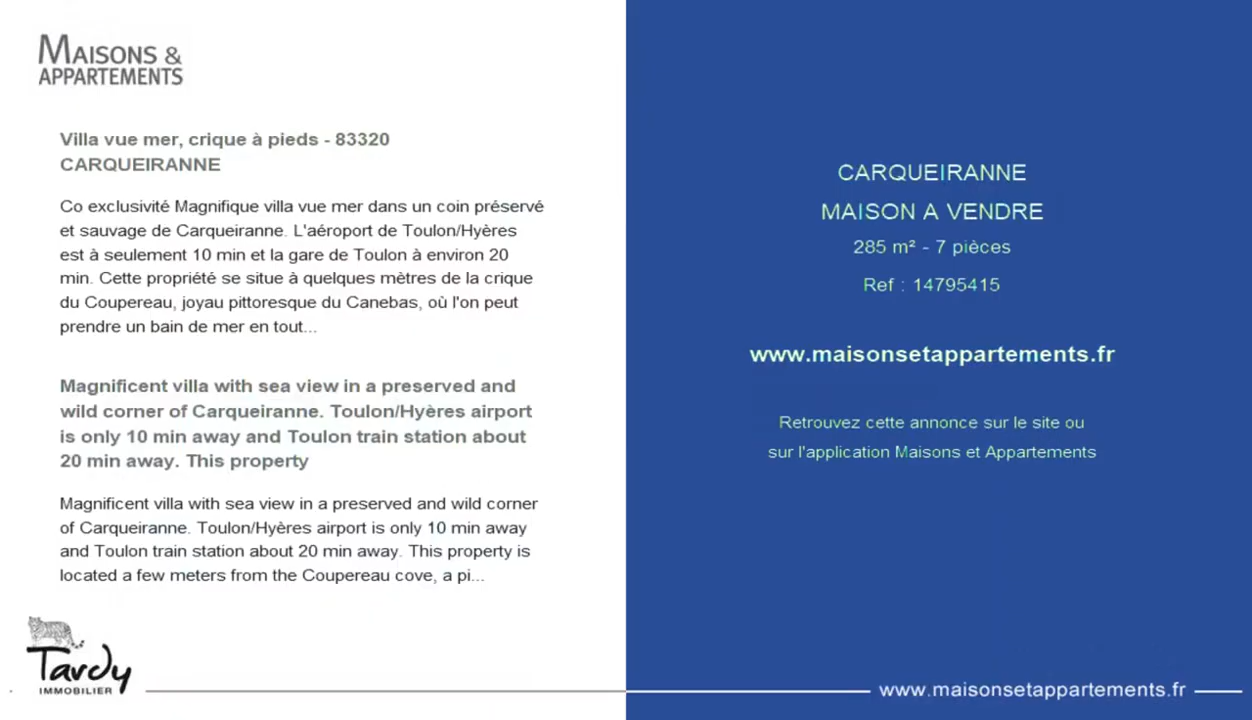 MAISONS &
APPARTEMENTS
Villa vue mer, crique à pieds - 83320
CARQUEIRANNE
Co exclusivité Magnifique villa vue mer dans un coin préservé
et sauvage de Carqueiranne. L'aéroport de Toulon/Hyères
est à seulement 10 min et la gare de Toulon à environ 20
min. Cette propriété se situe à quelques mètres de la crique
du Coupereau, joyau pittoresque du Canebas, où l'on peut
prendre un bain de mer en tout...
Magnificent villa with sea view in a preserved and
wild corner of Carqueiranne. Toulon/Hyères airport
is only 10 min away and Toulon train station about
20 min away. This property
Magnificent villa with sea view in a preserved and wild corner
of Carqueiranne. Toulon/Hyères airport is only 10 min away
and Toulon train station about 20 min away. This property is
located a few meters from the Coupereau cove, a pi...
Tardy
IMMOBILIER
CARQUEIRANNE
MAISON A VENDRE
285 m² - 7 pièces
Ref : 14795415
www.maisonsetappartements.fr
Retrouvez cette annonce sur le site ou
sur l'application Maisons et Appartements
www.maisonsetappartements.fr